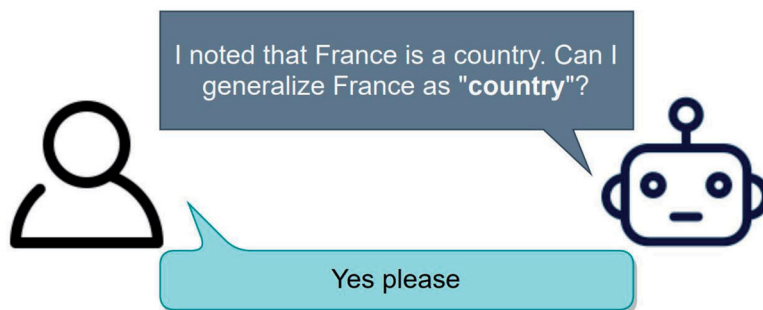 I noted that France is a country. Can I
generalize France as "country"?
Yes please